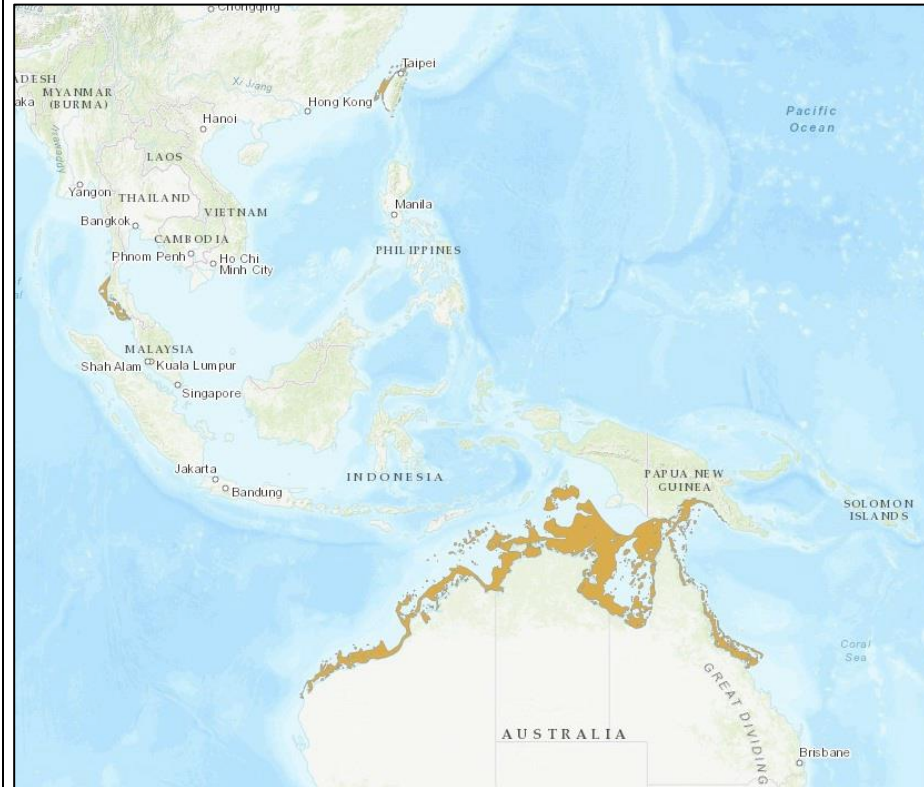 Chongqing
Taipei
ADESH
MYANMAR
(BURMA)
aka
Xi Jiang
Hong Kong
Hanoi
Pacific
Ocean
Irrawaddy
LAOS
Yangon
THAILAND
Manila
Bangkok
VIETNAM
CAMBODIA
Phnom Penh
Ho Chi
Minh City
PHILIPPINES
MALAYSIA
Shah Alam
Kuala Lumpur
Singapore
Jakarta
Bandung
INDONESIA
PAPUA NEW
GUINEA
SOLOMON
ISLANDS
Coral
Sea
GREAT DIVIDING
AUSTRALIA
Brisbane